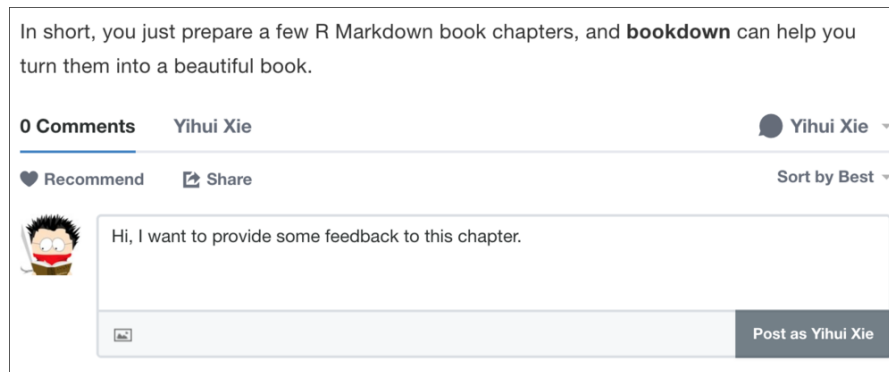 In short, you just prepare a few R Markdown book chapters, and bookdown can help you
turn them into a beautiful book.
0 Comments Yihui Xie Yihui Xie
Recommend Share Sort by Best
Hi, I want to provide some feedback to this chapter.
Post as Yihui Xie